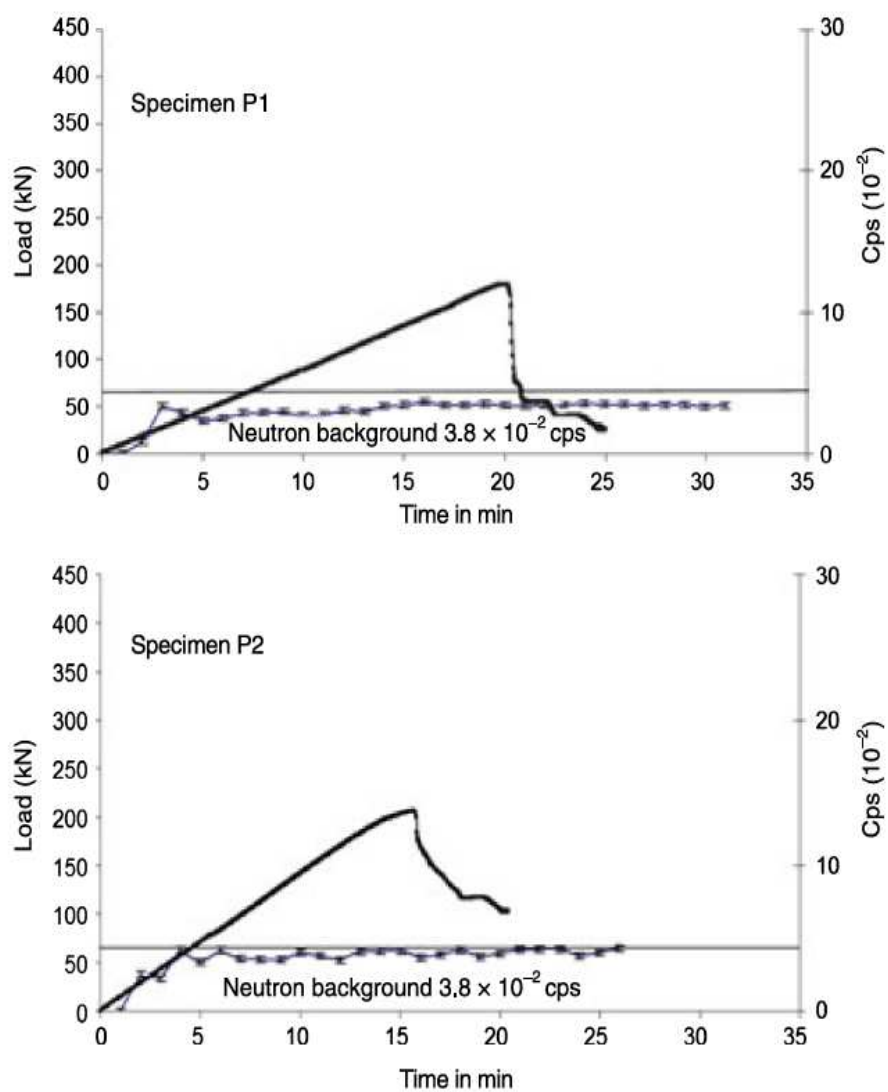 450
400
350
300
250
200
150
100
50
0
Load (kN)
Specimen P1
Neutron background 3.8 × 10⁻² cps
30
20
10
0
Cps (10⁻²)
0 5 10 15 20 25 30 35
Time in min
450
400
350
300
250
200
150
100
50
0
Load (kN)
Specimen P2
Neutron background 3.8 × 10⁻² cps
30
20
10
0
Cps (10⁻²)
0 5 10 15 20 25 30 35
Time in min